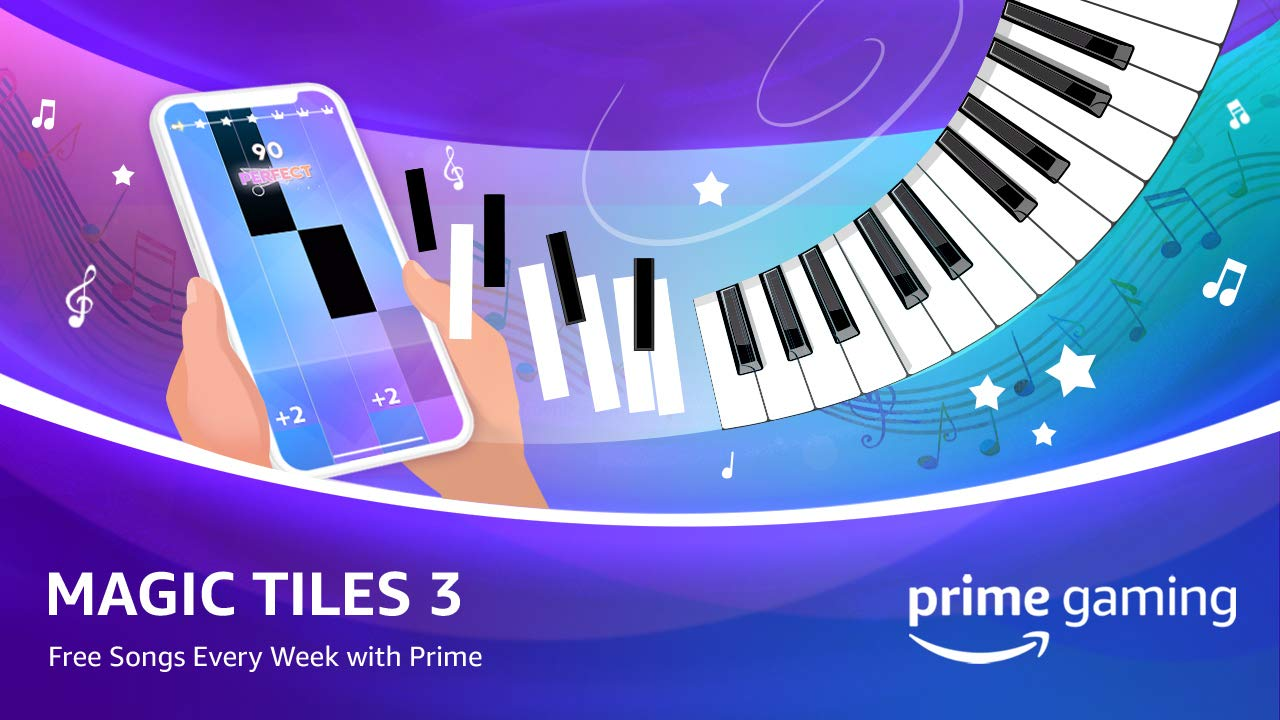 90
PERFECT
+2
+2
MAGIC TILES 3
Free Songs Every Week with Prime
prime gaming